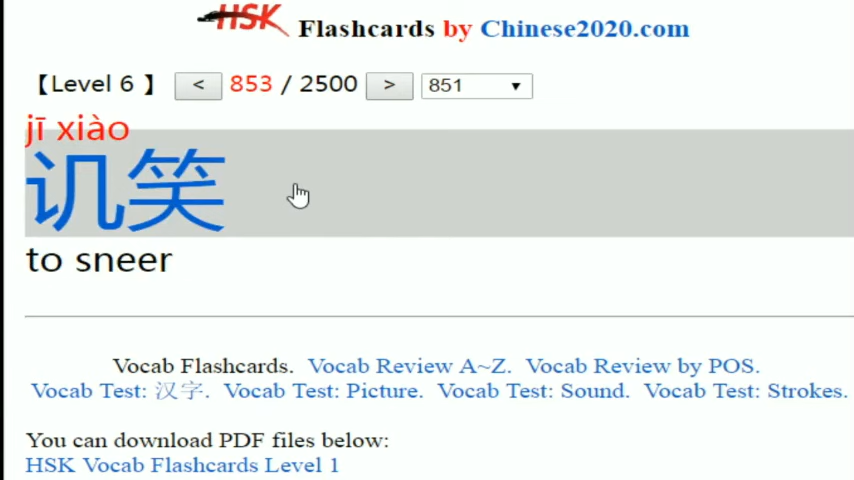 HSK Flashcards by Chinese2020.com
【Level 6 】 < 853 / 2500 > 851
jī xiào
讥笑
to sneer
Vocab Flashcards. Vocab Review A~Z. Vocab Review by POS.
Vocab Test: 汉字. Vocab Test: Picture. Vocab Test: Sound. Vocab Test: Strokes.
You can download PDF files below:
HSK Vocab Flashcards Level 1